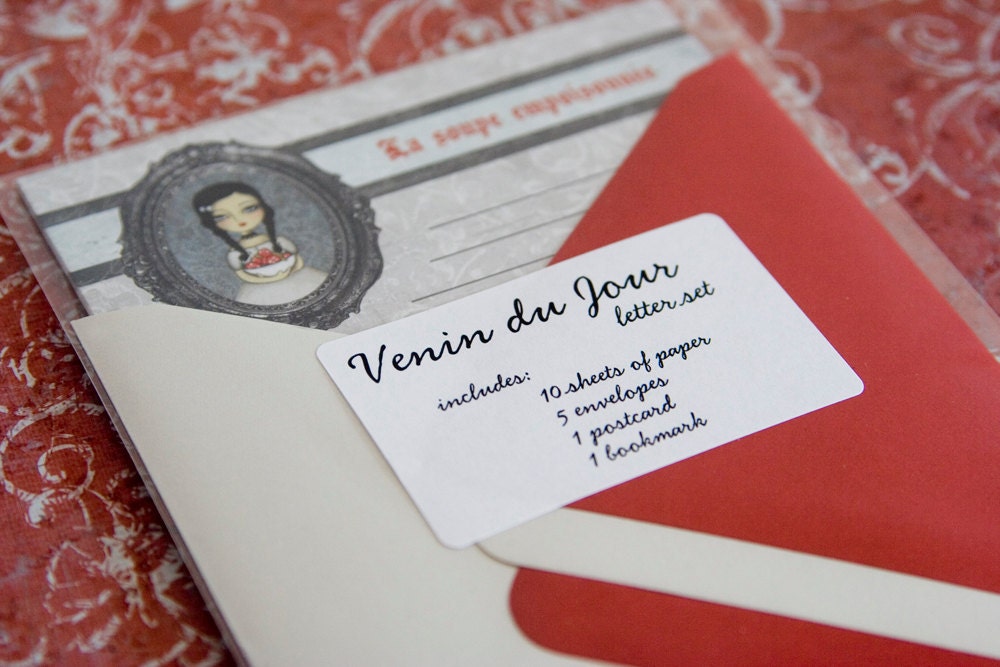 La soupe empoisonnée
Venin du Jour
letter set
includes:
10 sheets of paper
5 envelopes
1 postcard
1 bookmark